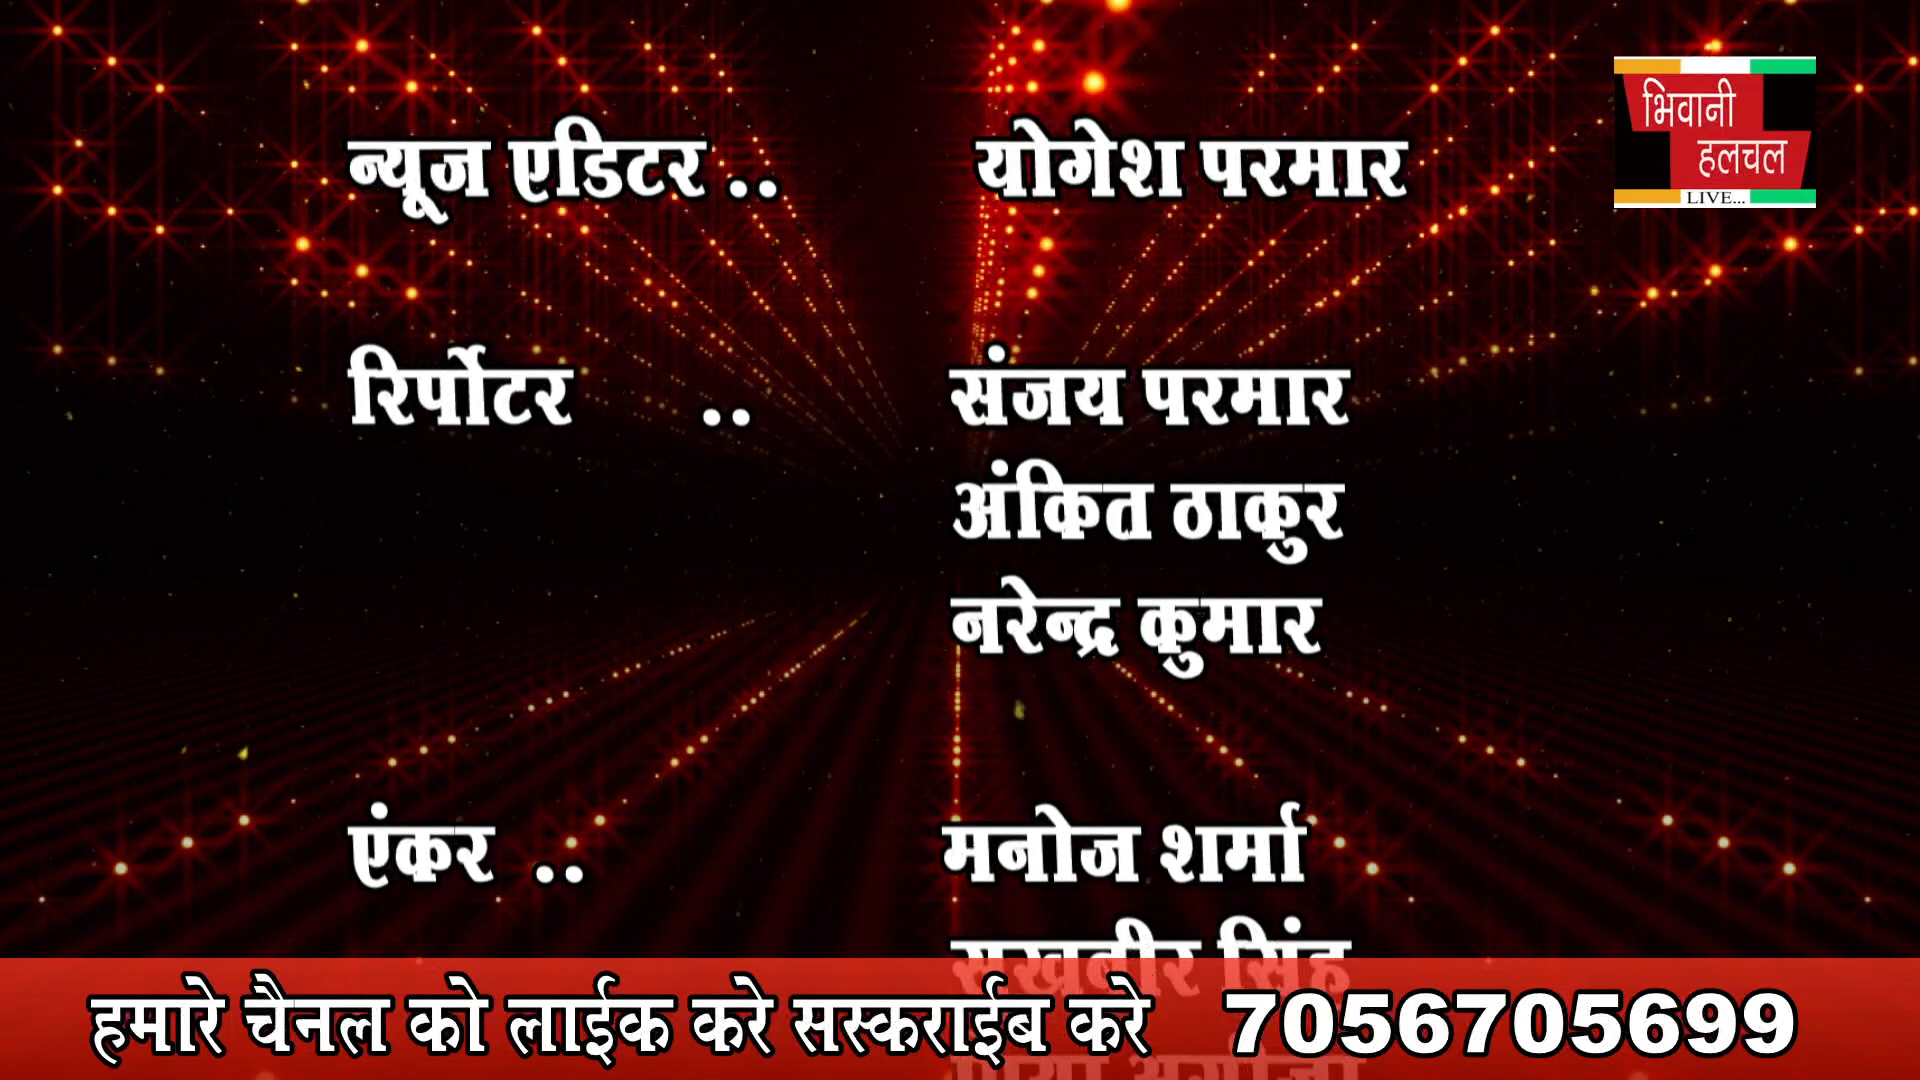 न्यूज एडिटर .. योगेश परमार
भिवानी
हलचल
LIVE...
रिर्पोटर .. संजय परमार
अंकित ठाकुर
नरेन्द्र कुमार
एंकर .. मनोज शर्मा
सिंह
हमारे चैनल को लाईक करे सस्कराईब करे 7056705699